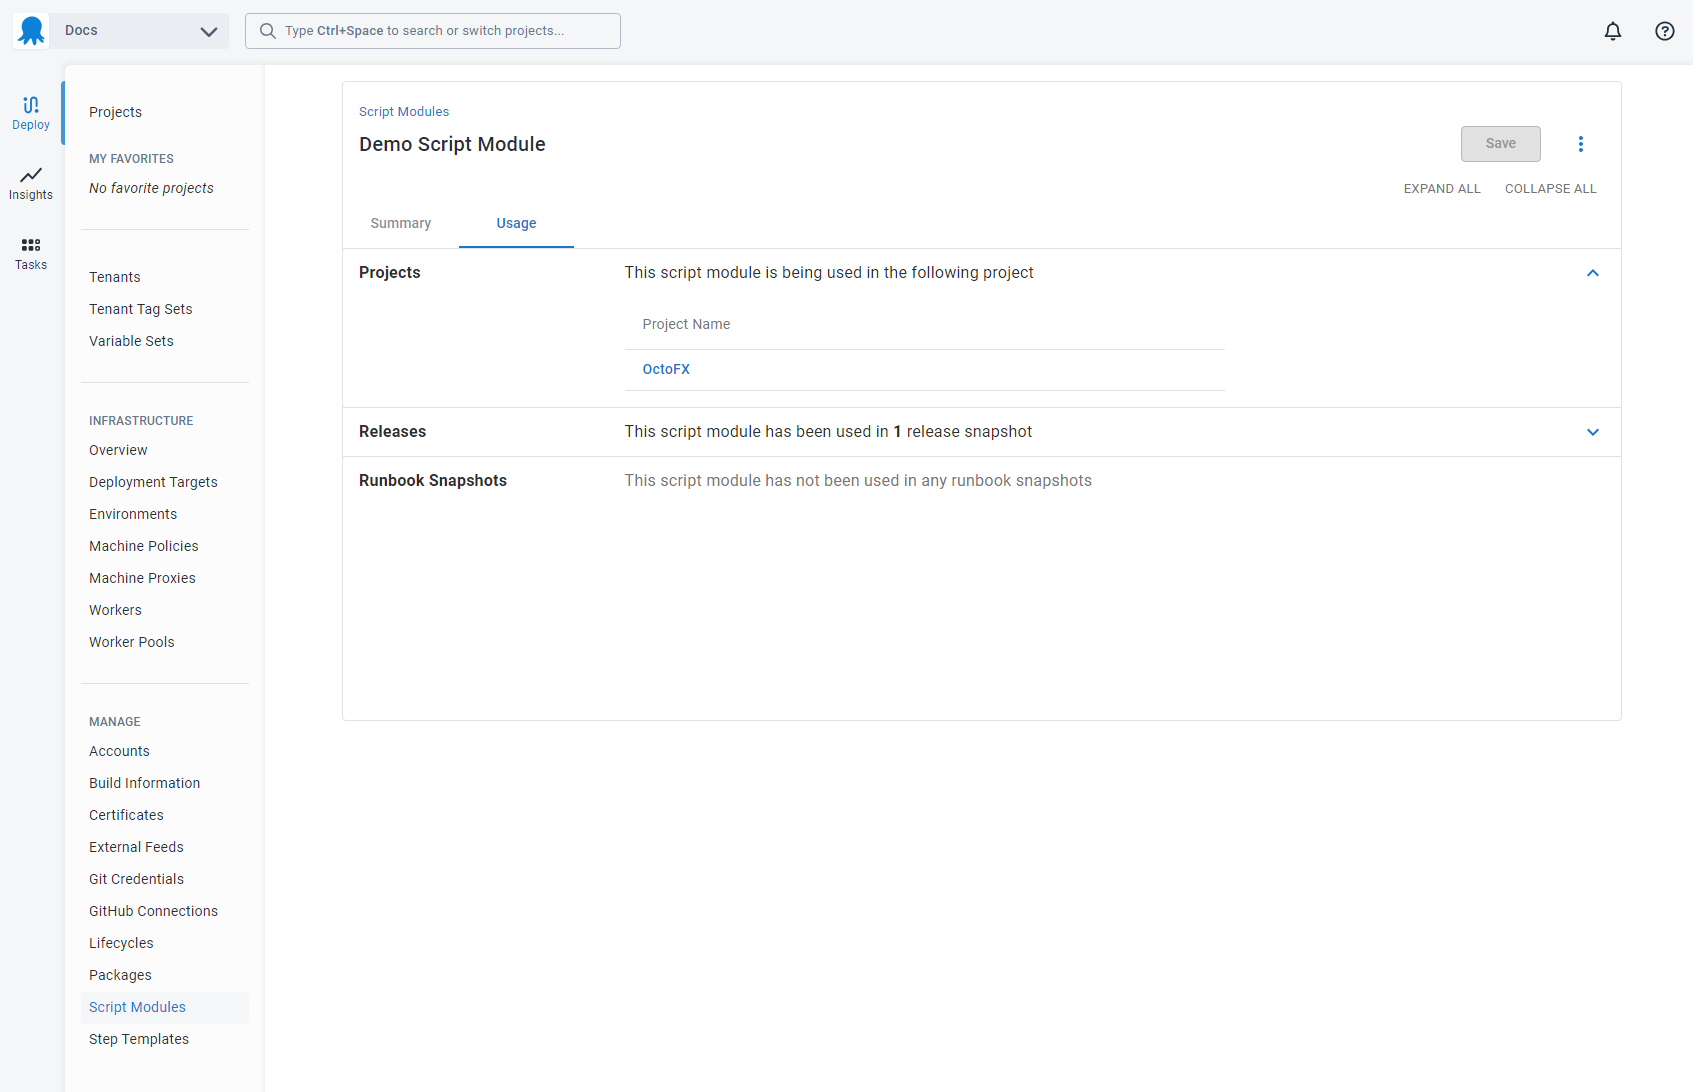 Docs
Type Ctrl+Space to search or switch projects...
Deploy
Insights
Tasks
Projects
MY FAVORITES
No favorite projects
Tenants
Tenant Tag Sets
Variable Sets
INFRASTRUCTURE
Overview
Deployment Targets
Environments
Machine Policies
Machine Proxies
Workers
Worker Pools
MANAGE
Accounts
Build Information
Certificates
External Feeds
Git Credentials
GitHub Connections
Lifecycles
Packages
Script Modules
Step Templates
Script Modules
Demo Script Module
Save
EXPAND ALL COLLAPSE ALL
Summary Usage
Projects This script module is being used in the following project
Project Name
OctoFX
Releases This script module has been used in 1 release snapshot
Runbook Snapshots This script module has not been used in any runbook snapshots